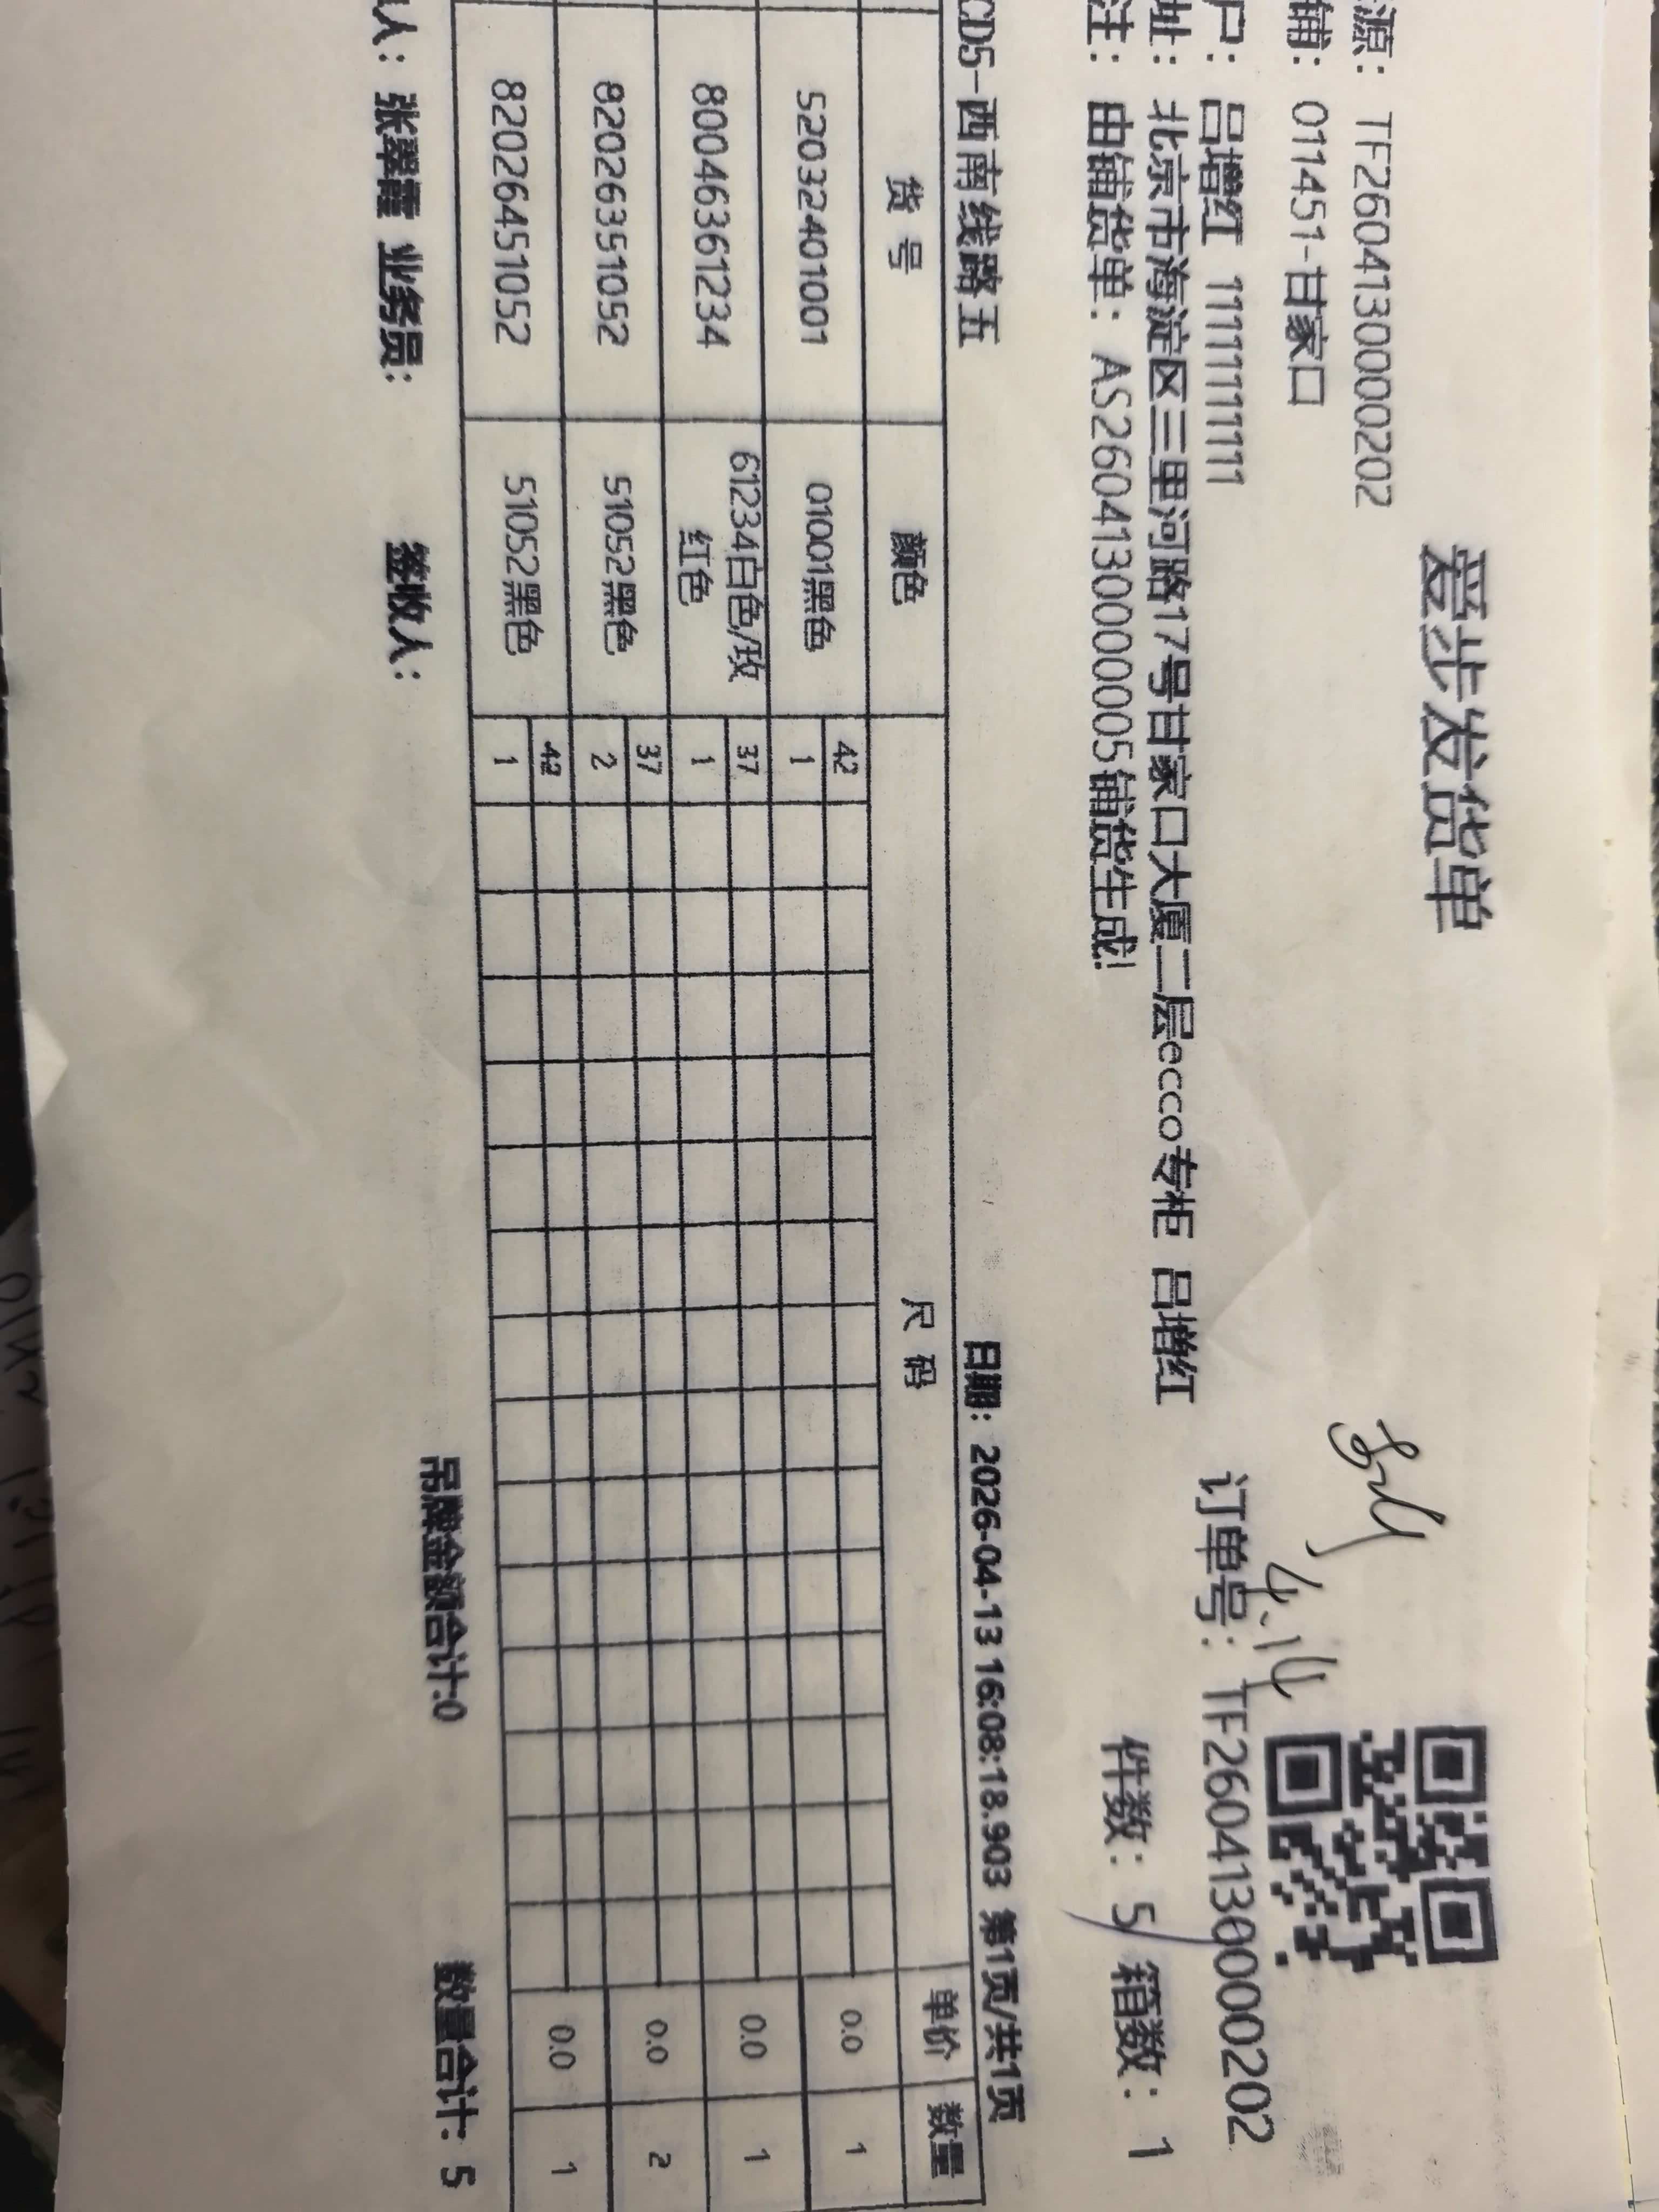 爱步发货单
源: TF26041300000202
铺: 011451-甘家口
户: 吕增红 11111111111 订单号: TF26041300000202
址: 北京市海淀区三里河路17号甘家口大厦二层ecco专柜 吕增红
注: 由铺货单: AS26041300000005铺货生成! 件数: 5 箱数: 1
CD5-西南线路五 日期: 2026-04-13 16:08:18.903 第1页/共1页
货号 颜色 尺码 单价 数量
52032401001 01001黑色 42 1 0.0 1
80046361234 61234白色/玫红色 37 1 0.0 1
82026351052 51052黑色 37 2 0.0 2
82026451052 51052黑色 42 1 0.0 1
人: 张翠霞 业务员: 签收人: 吊牌金额合计:0 数量合计: 5
4.14